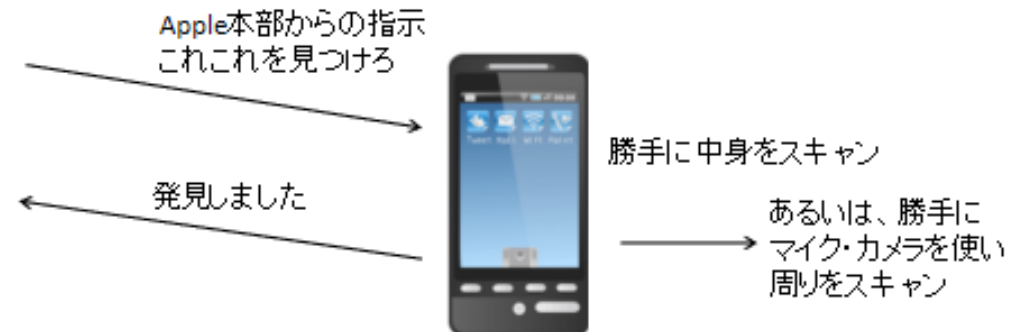 Apple本部からの指示
これこれを見つけろ
発見しました
勝手に中身をスキャン
あるいは、勝手に
マイク・カメラを使い
周りをスキャン